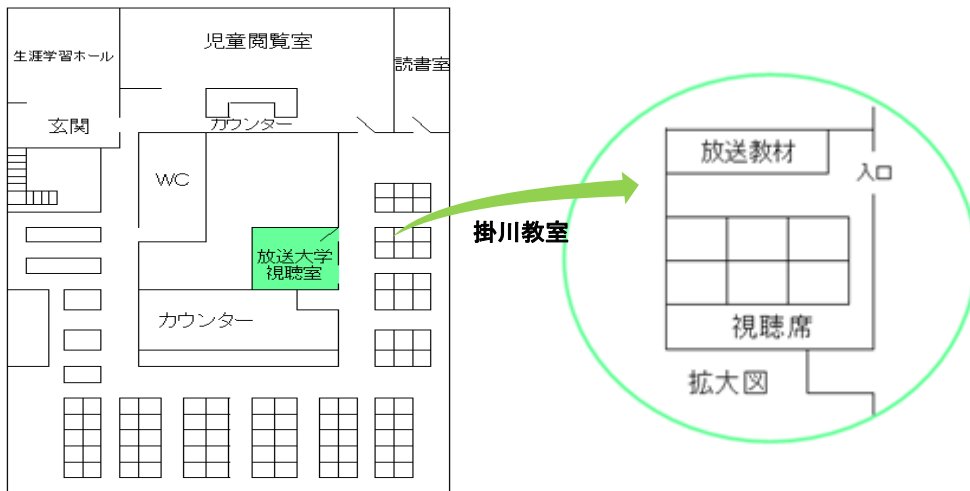 生涯学習ホール
児童閲覧室
読書室
玄関
カウンター
WC
放送大学
視聴室
カウンター
掛川教室
放送教材
入口
視聴席
拡大図